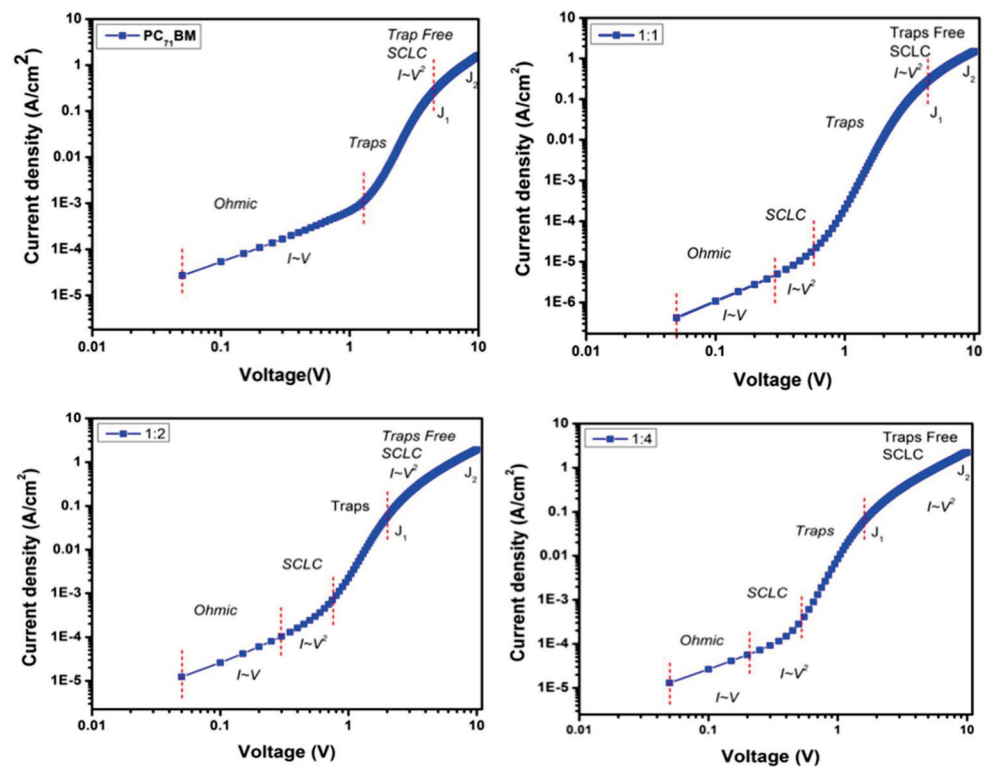 PC71BM
Trap Free
SCLC
I~V²
J2
J1
Traps
Ohmic
I~V
10
1
0.1
0.01
1E-3
1E-4
1E-5
0.01
0.1
1
10
Current density (A/cm²)
Voltage(V)
1:1
Traps Free
SCLC
I~V²
J2
J1
Traps
SCLC
Ohmic
I~V²
I~V
10
1
0.1
0.01
1E-3
1E-4
1E-5
1E-6
0.01
0.1
1
10
Current density (A/cm²)
Voltage (V)
1:2
Traps Free
SCLC
I~V²
J2
Traps
J1
SCLC
Ohmic
I~V²
I~V
10
1
0.1
0.01
1E-3
1E-4
1E-5
0.01
0.1
1
10
Current density (A/cm²)
Voltage (V)
1:4
Traps Free
SCLC
J2
I~V²
Traps
J1
SCLC
Ohmic
I~V²
I~V
10
1
0.1
0.01
1E-3
1E-4
1E-5
0.01
0.1
1
10
Current density (A/cm²)
Voltage (V)